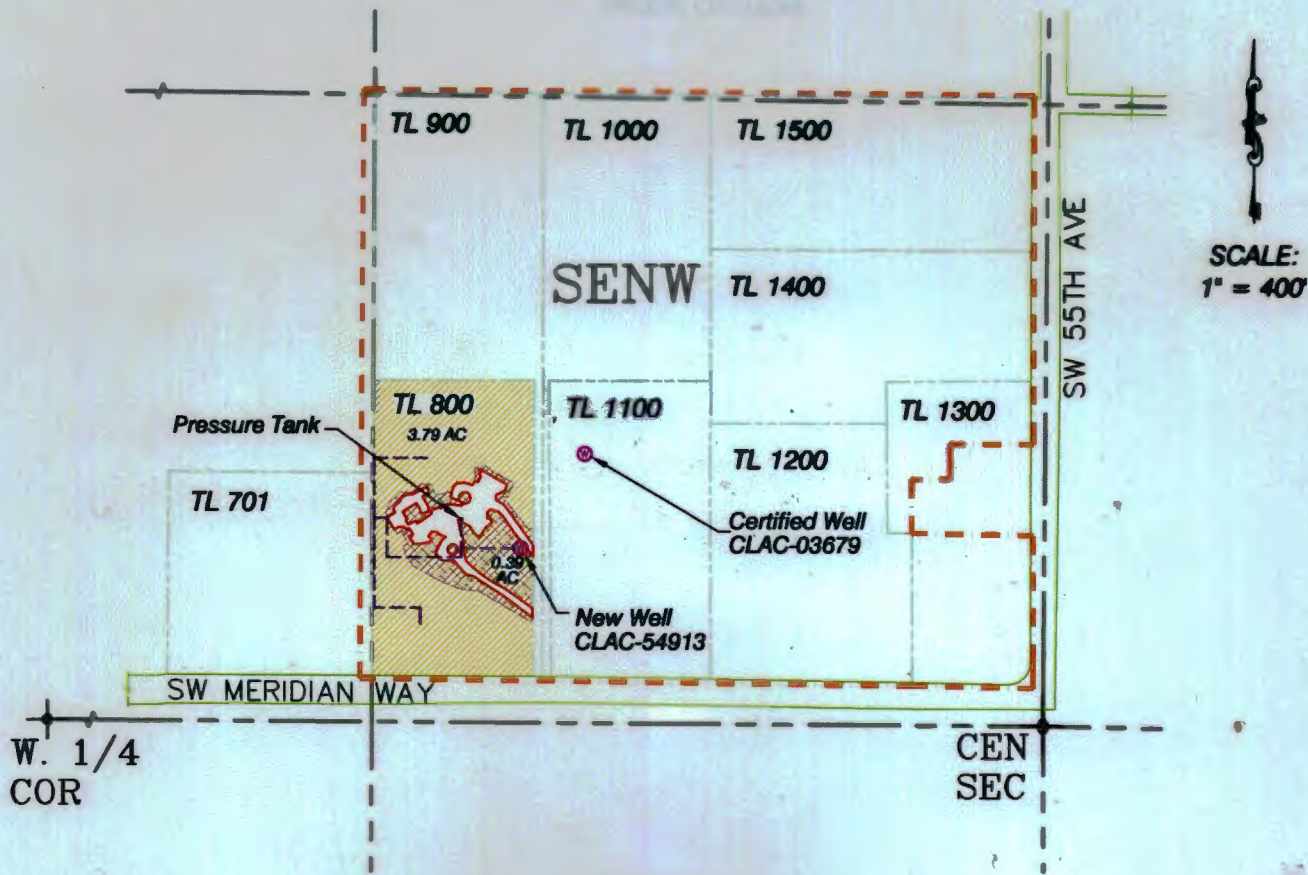 TL 900
TL 1000
TL 1500
SENW
TL 1400
SW 55TH AVE
SCALE:
1" = 400'
TL 800
3.79 AC
TL 1100
TL 1300
Pressure Tank
TL 701
TL 1200
W
Certified Well
CLAC-03679
0.39
AC
New Well
CLAC-54913
SW MERIDIAN WAY
W. 1/4
COR
CEN
SEC